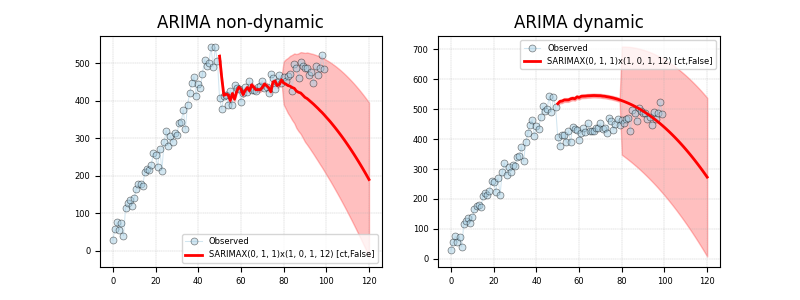 ARIMA non-dynamic
500
400
300
200
100
0
0 20 40 60 80 100 120
Observed
SARIMAX(0, 1, 1)x(1, 0, 1, 12) [ct,False]
ARIMA dynamic
700
600
500
400
300
200
100
0
0 20 40 60 80 100 120
Observed
SARIMAX(0, 1, 1)x(1, 0, 1, 12) [ct,False]